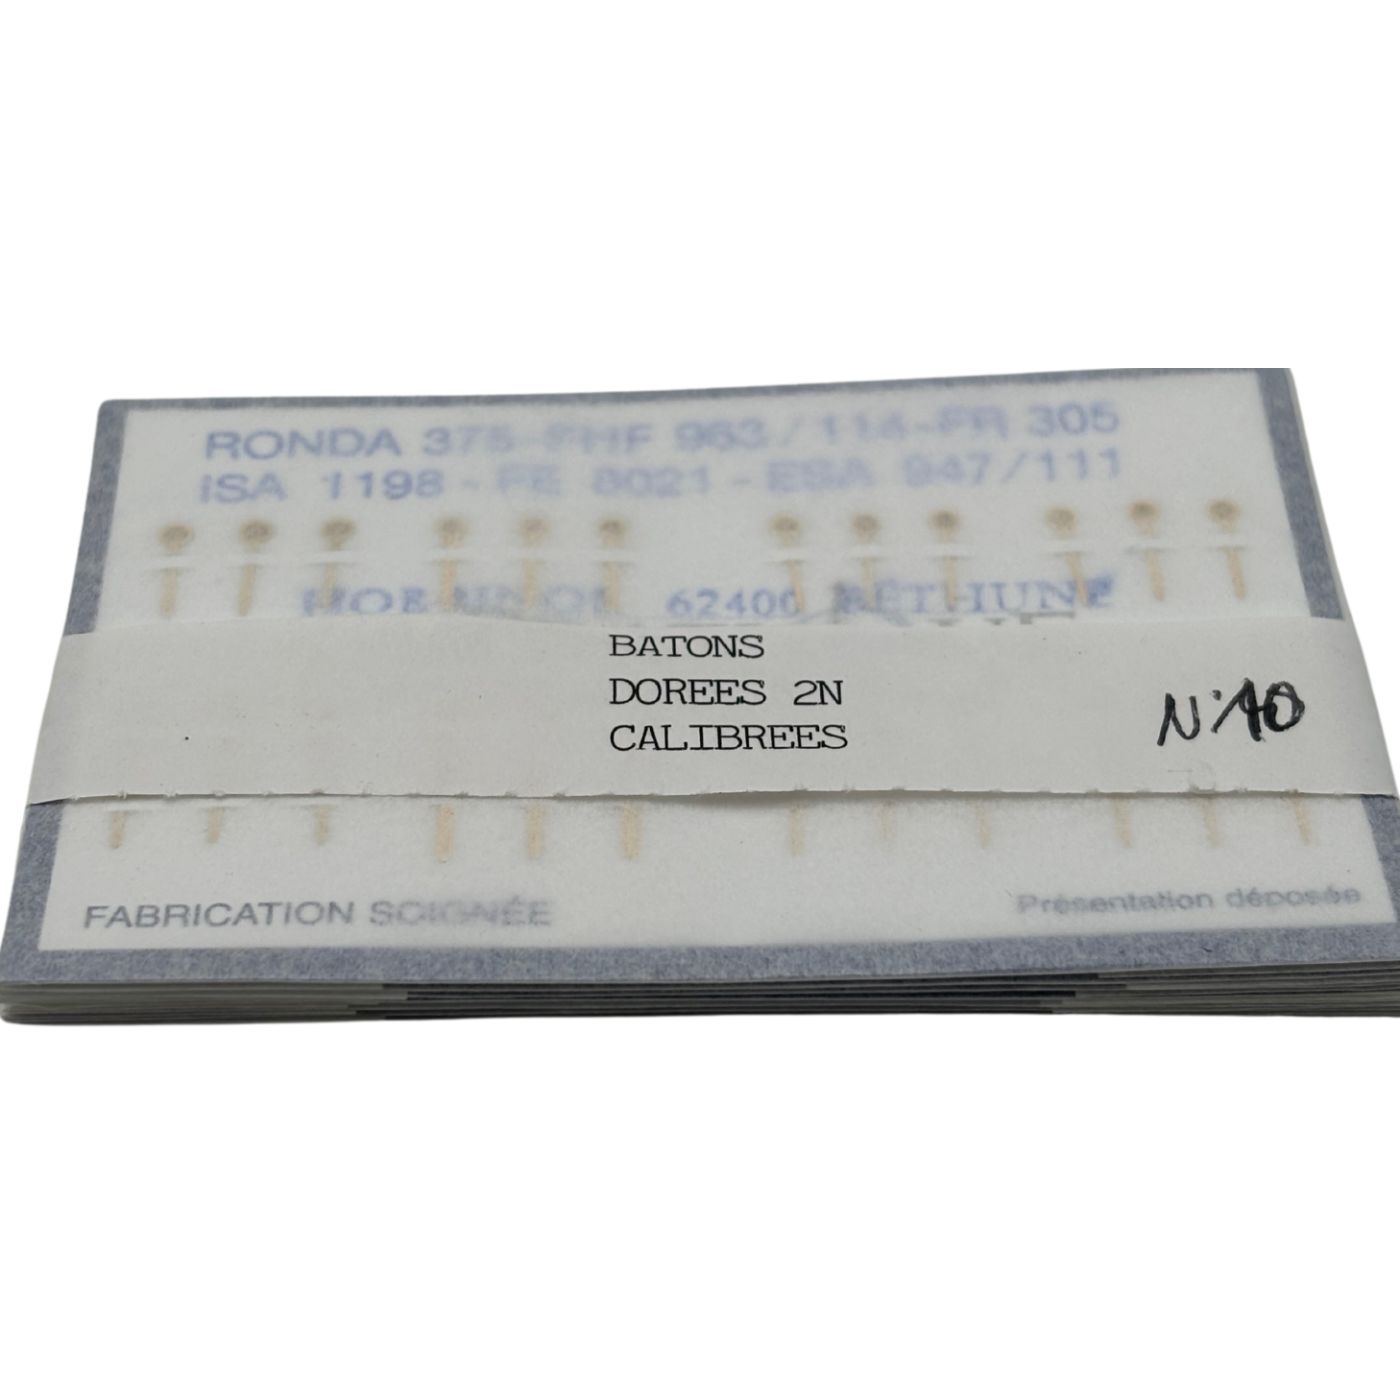 RONDA 375-FHF 963/114-FR 305
ISA 1198 - FE 8021 - ESA 947/111
62400 BÉTHUNE
BATONS
DOREES 2N
CALIBREES
N°10
FABRICATION SOIGNÉE
Présentation déposée